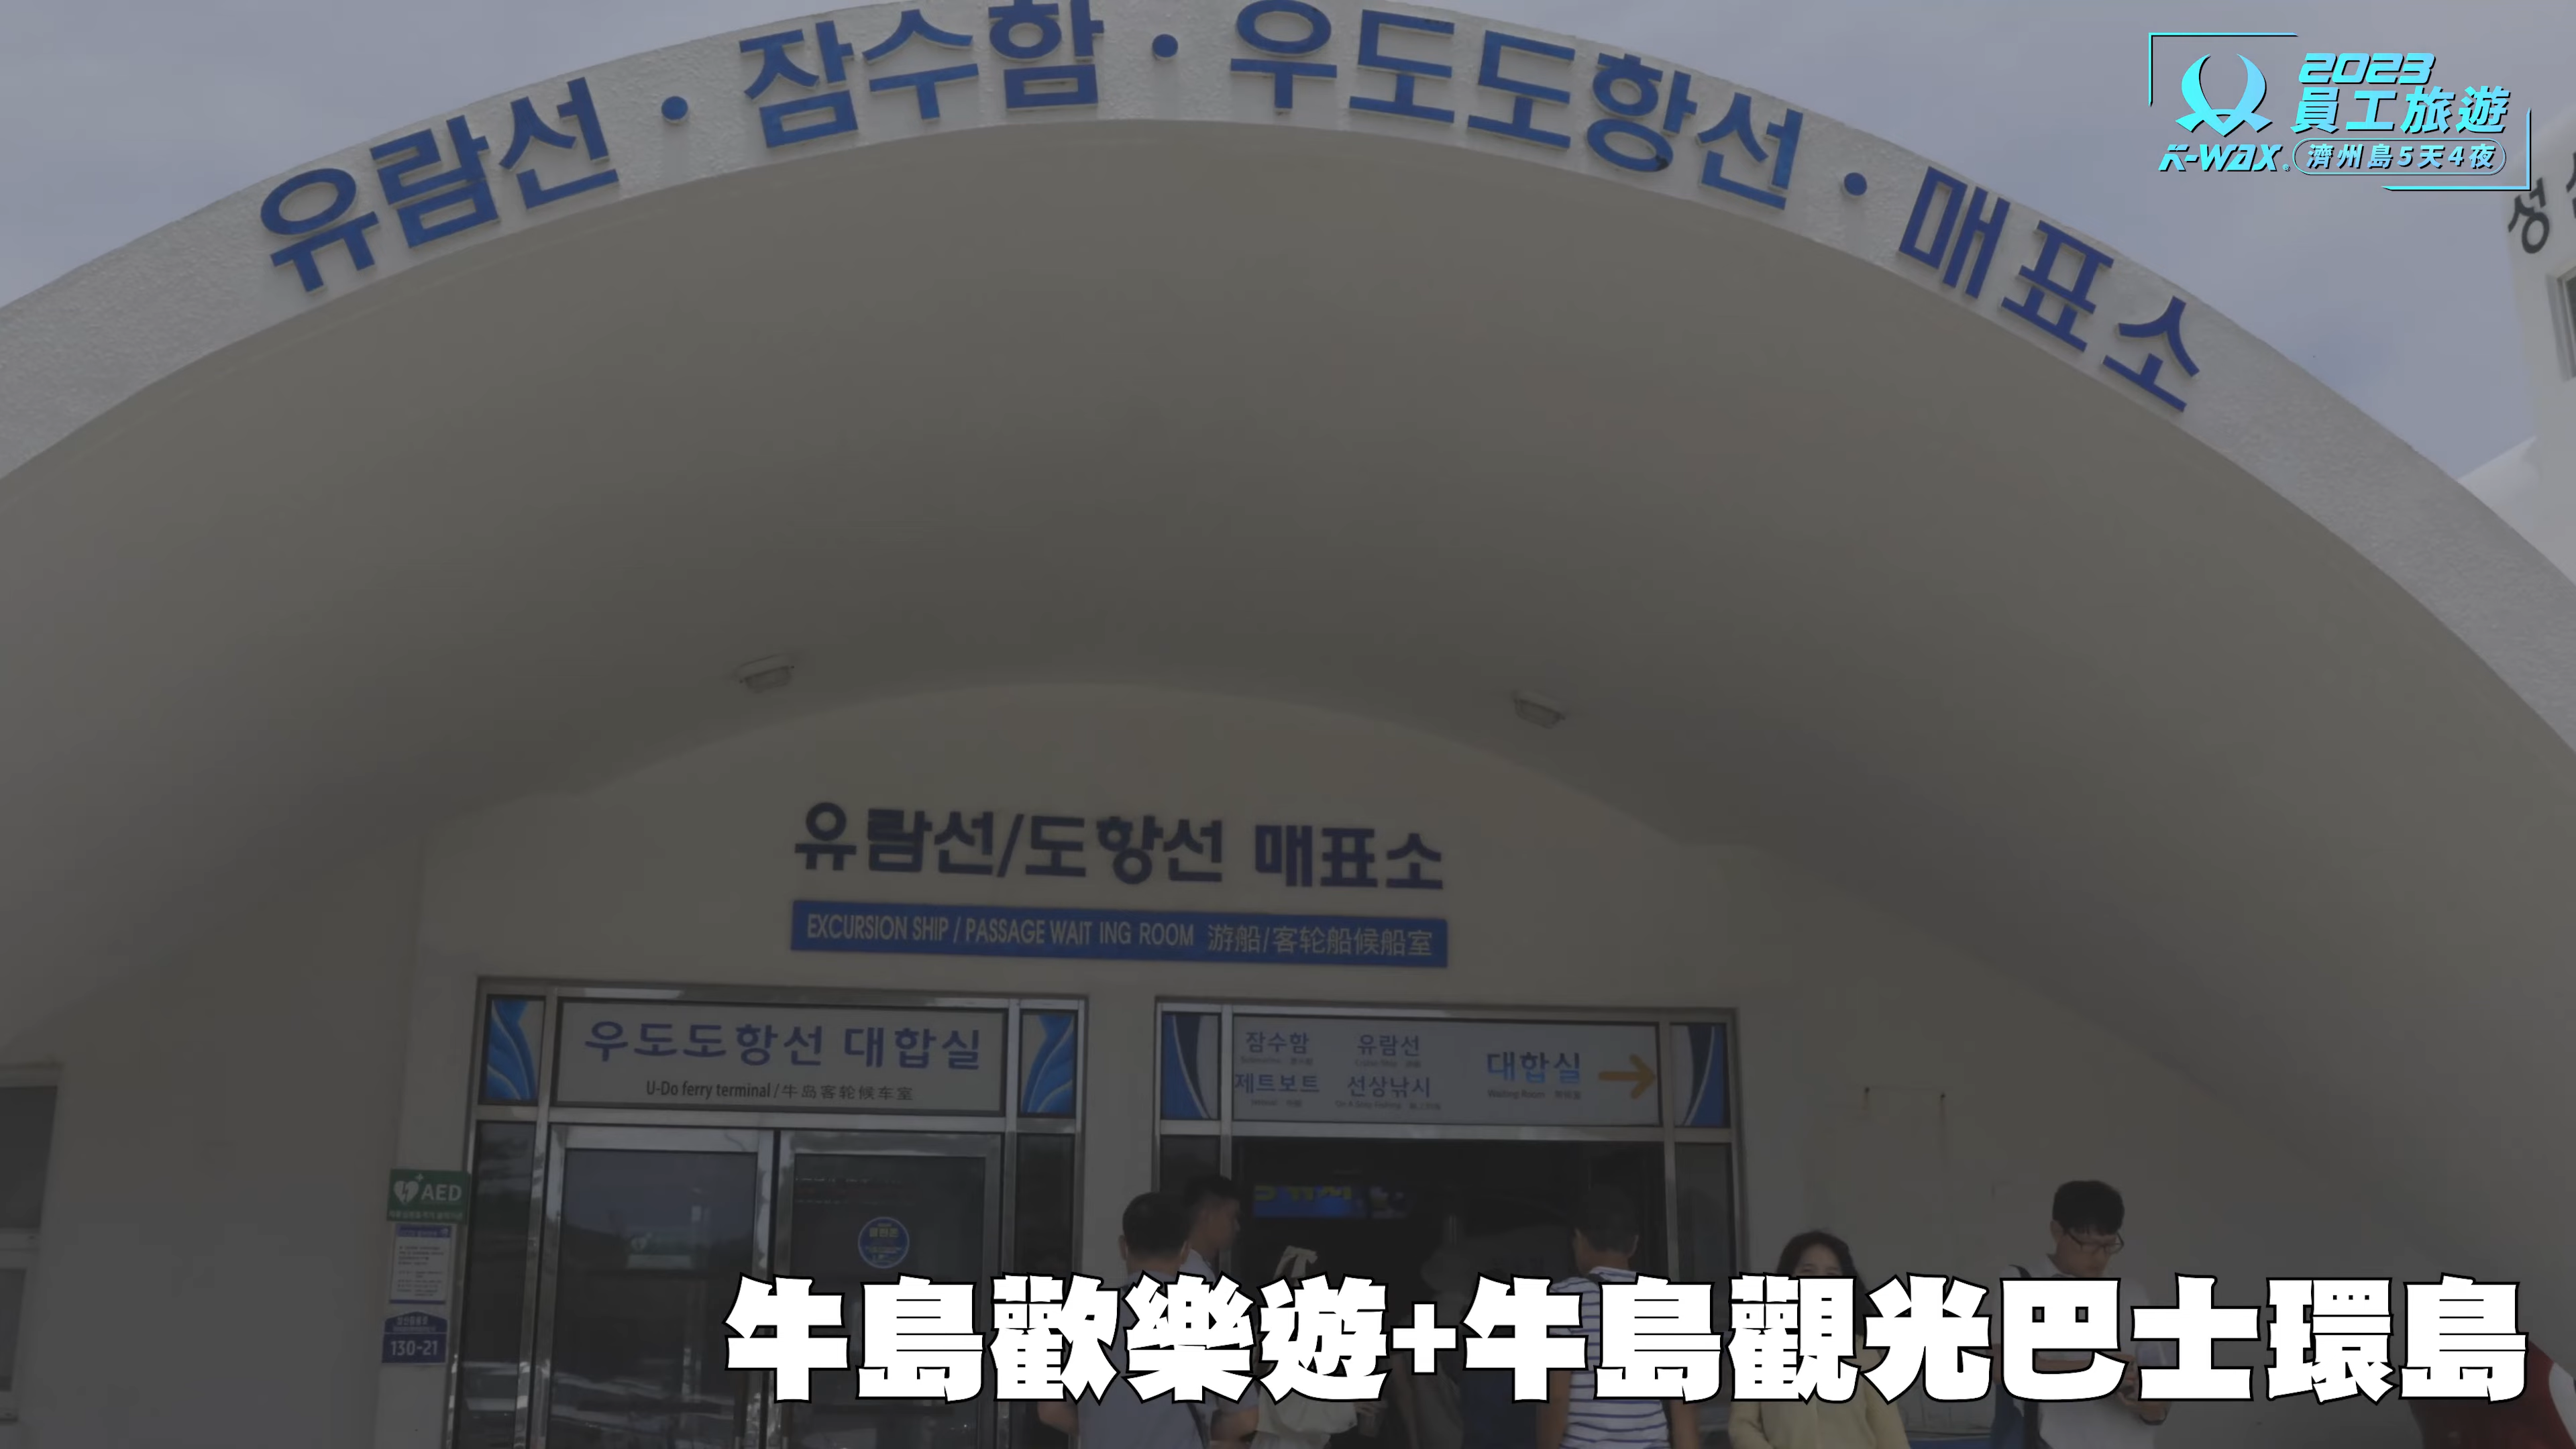 유람선 · 잠수함 · 우도도항선 · 매표소
2023
員工旅遊
K-WAX® 濟州島5天4夜
성
유람선/도항선 매표소
EXCURSION SHIP / PASSAGE WAIT ING ROOM 游船/客轮船候船室
우도도항선 대합실
U-Do ferry terminal / 牛岛客轮候车室
잠수함 유람선
제트보트 선상낚시
대합실
Waiting Room
AED
130-21
牛島歡樂遊+牛島觀光巴士環島